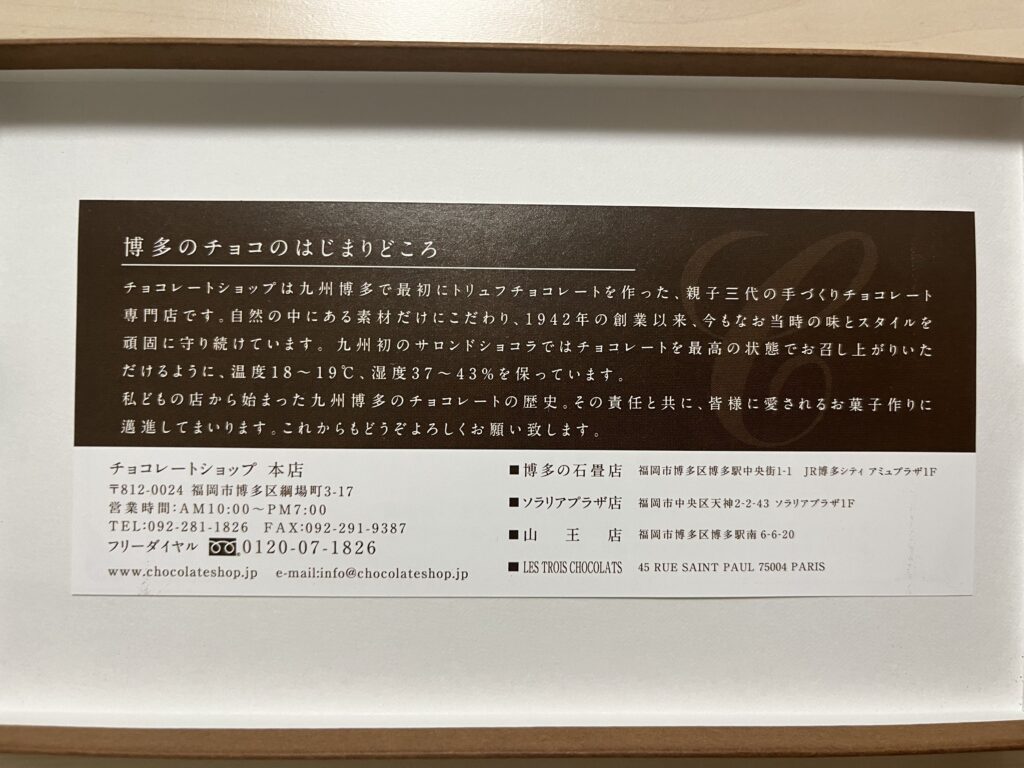 博多のチョコのはじまりどころ
チョコレートショップは九州博多で最初にトリュフチョコレートを作った、親子三代の手づくりチョコレート
専門店です。自然の中にある素材だけにこだわり、1942年の創業以来、今もなお当時の味とスタイルを
頑固に守り続けています。九州初のサロンドショコラではチョコレートを最高の状態でお召し上がりいた
だけるように、温度18〜19℃、湿度37〜43%を保っています。
私どもの店から始まった九州博多のチョコレートの歴史。その責任と共に、皆様に愛されるお菓子作りに
邁進してまいります。これからもどうぞよろしくお願い致します。
チョコレートショップ 本店
〒812-0024 福岡市博多区綱場町3-17
営業時間:AM10:00〜PM7:00
TEL:092-281-1826 FAX:092-291-9387
フリーダイヤル 0120-07-1826
www.chocolateshop.jp e-mail:info@chocolateshop.jp
■博多の石畳店 福岡市博多区博多駅中央街1-1 JR博多シティ アミュプラザ1F
■ソラリアプラザ店 福岡市中央区天神2-2-43 ソラリアプラザ1F
■山王店 福岡市博多区博多駅南6-6-20
■LES TROIS CHOCOLATS 45 RUE SAINT PAUL 75004 PARIS